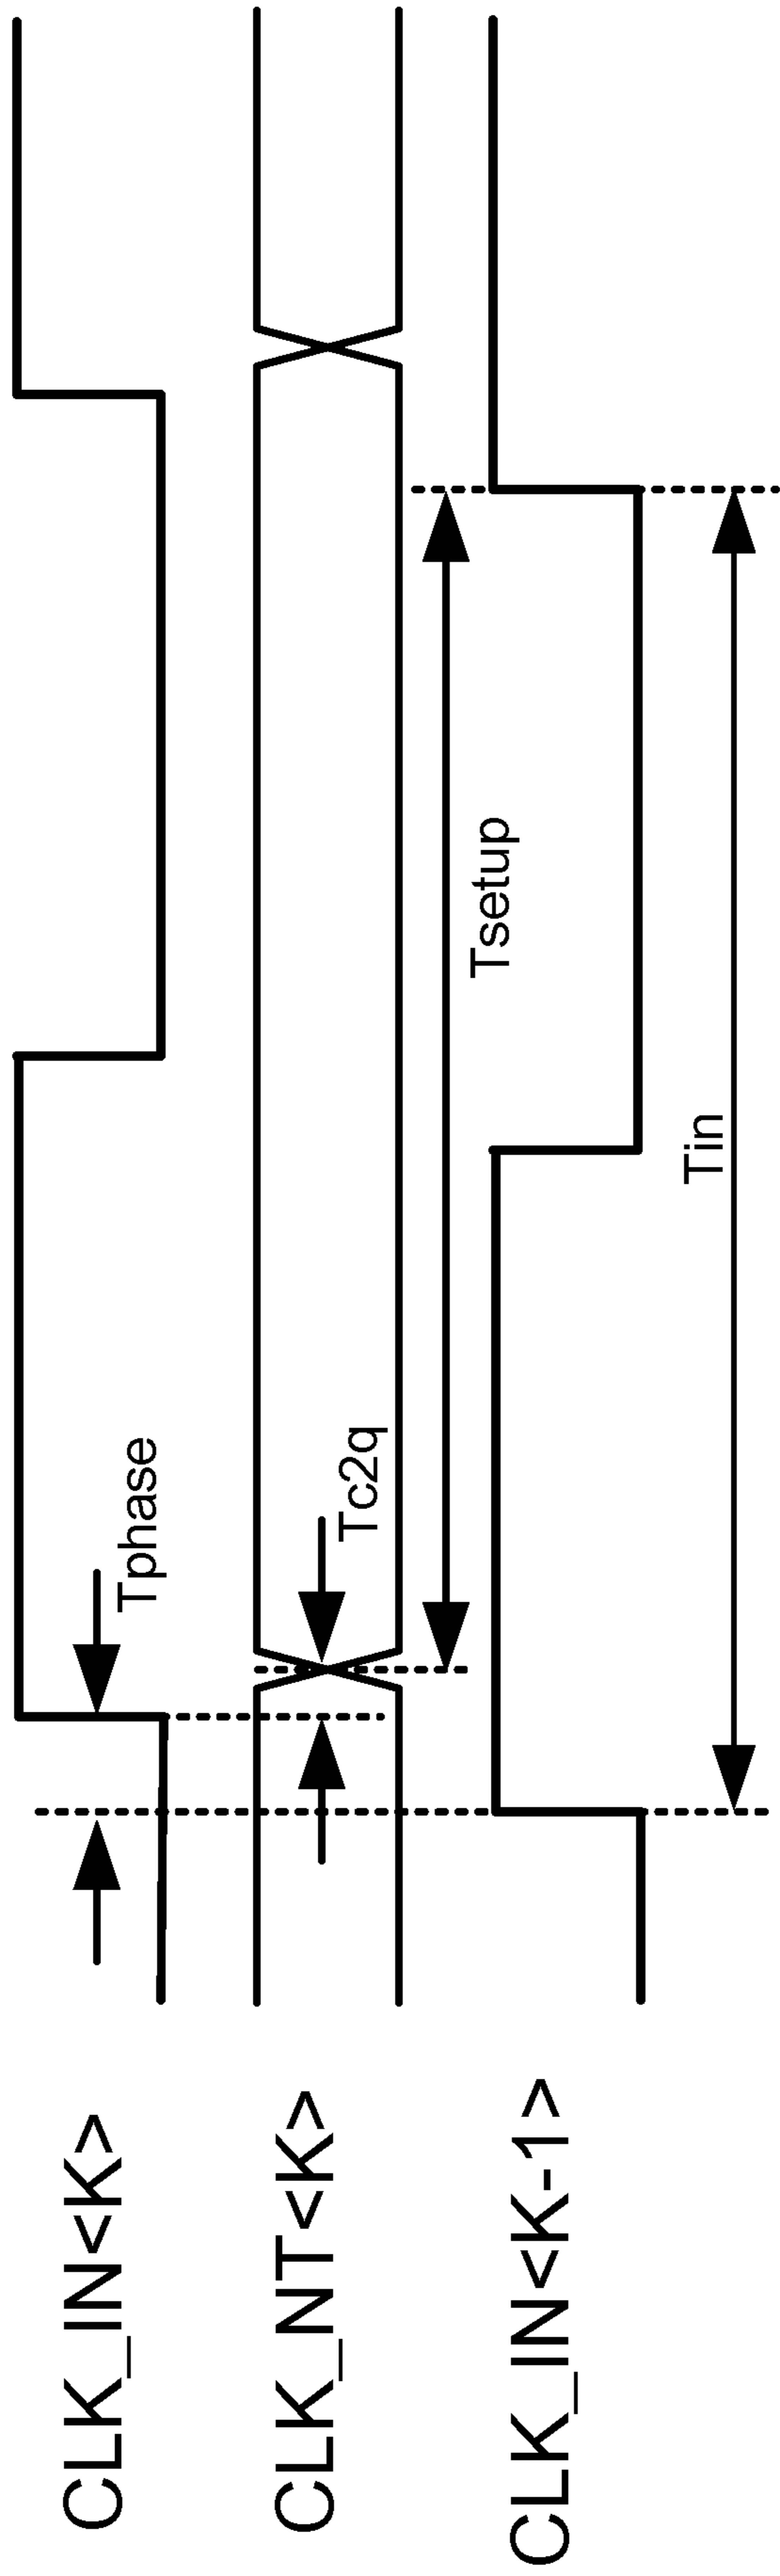 CLK_IN<K>
Tphase
CLK_NT<K>
Tc2q
Tsetup
CLK_IN<K-1>
Tin